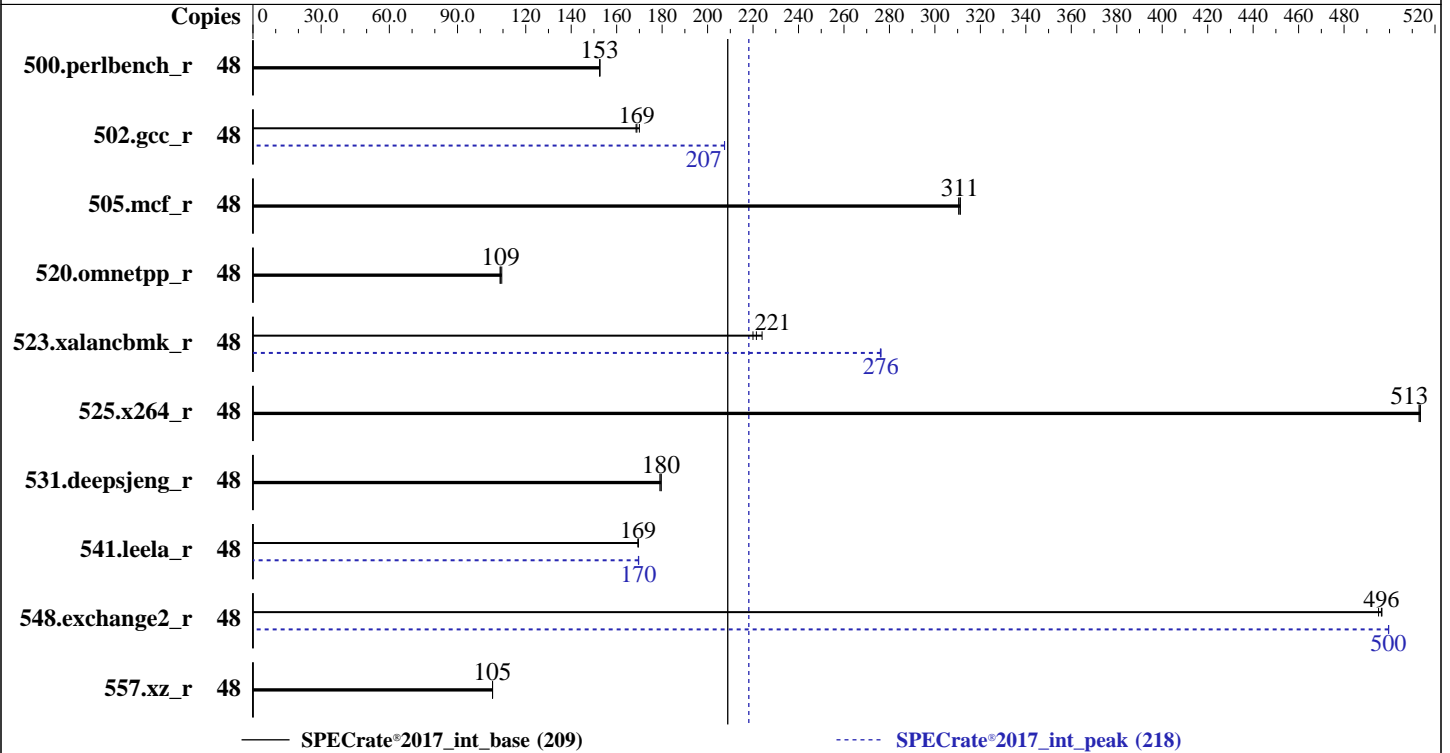 Copies 0 30.0 60.0 90.0 120 140 160 180 200 220 240 260 280 300 320 340 360 380 400 420 440 460 480 520
500.perlbench_r 48 153
502.gcc_r 48 169
207
505.mcf_r 48 311
520.omnetpp_r 48 109
523.xalancbmk_r 48 221
276
525.x264_r 48 513
531.deepsjeng_r 48 180
541.leela_r 48 169
170
548.exchange2_r 48 496
500
557.xz_r 48 105
SPECrate®2017_int_base (209) SPECrate®2017_int_peak (218)